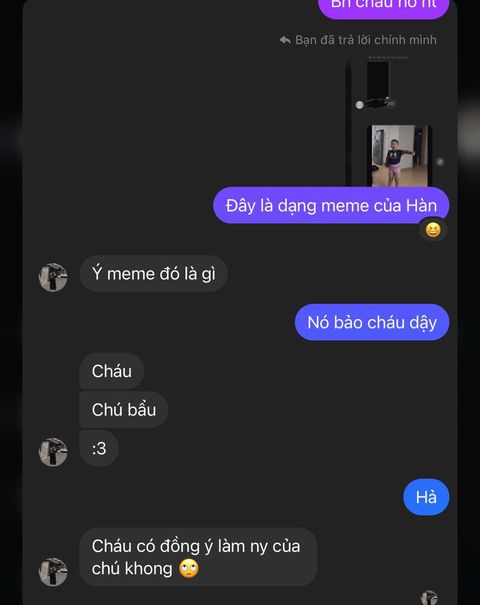 Bn cháu nó nt
Bạn đã trả lời chính mình
Đây là dạng meme của Hàn
Ý meme đó là gì
Nó bảo cháu dậy
Cháu
Chú bẩu
:3
Hả
Cháu có đồng ý làm ny của
chú khong 🙄